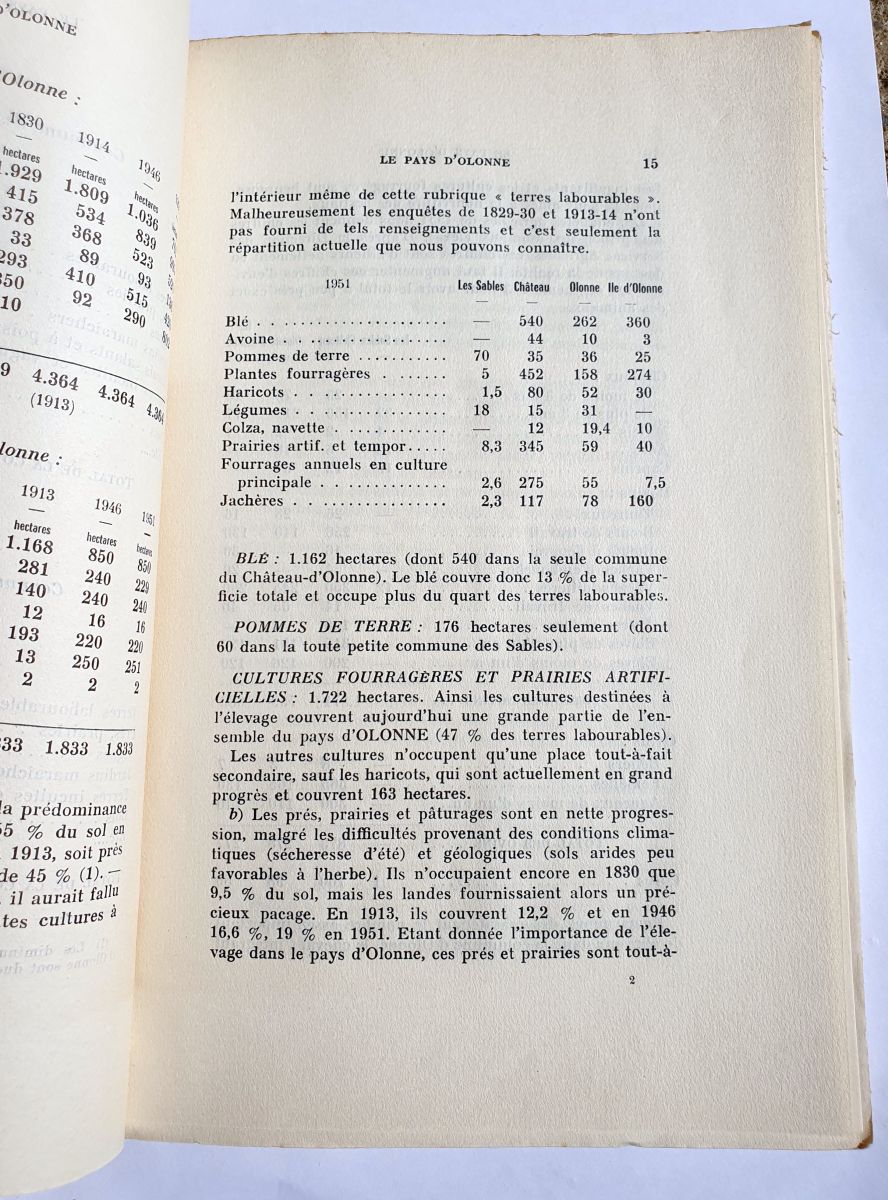 D'OLONNE
d'Olonne :
1830 1914 1946
— — —
hectares hectares
1.929 1.809 1.036
415 534 839
378 368 523
33 89 93
293 410 515
350 92 290
10
4.364 4.364 4.364
(1913)
lonne :
1913 1946 1951
— — —
hectares hectares hectares
1.168 850 850
281 240 229
140 240 240
12 16 16
193 220 220
13 250 251
2 2 2
1.833 1.833
la prédominance
55 % du sol en
1913, soit près
de 45 % (1). —
il aurait fallu
tes cultures à
LE PAYS D'OLONNE 15
l'intérieur même de cette rubrique « terres labourables ».
Malheureusement les enquêtes de 1829-30 et 1913-14 n'ont
pas fourni de tels renseignements et c'est seulement la
répartition actuelle que nous pouvons connaître.
1951 Les Sables Château Olonne Ile d'Olonne
— — — —
Blé . . . . . . . . . . . . . . . . . . . . . — 540 262 360
Avoine . . . . . . . . . . . . . . . . . . — 44 10 3
Pommes de terre . . . . . . . . . . . 70 35 36 25
Plantes fourragères . . . . . . . . 5 452 158 274
Haricots . . . . . . . . . . . . . . . . . 1,5 80 52 30
Légumes . . . . . . . . . . . . . . . . . 18 15 31 —
Colza, navette . . . . . . . . . . . . . — 12 19,4 10
Prairies artif. et tempor..... 8,3 345 59 40
Fourrages annuels en culture
principale . . . . . . . . . . . . . 2,6 275 55 7,5
Jachères . . . . . . . . . . . . . . . . . 2,3 117 78 160
BLÉ : 1.162 hectares (dont 540 dans la seule commune
du Château-d'Olonne). Le blé couvre donc 13 % de la super-
ficie totale et occupe plus du quart des terres labourables.
POMMES DE TERRE : 176 hectares seulement (dont
60 dans la toute petite commune des Sables).
CULTURES FOURRAGÈRES ET PRAIRIES ARTIFI-
CIELLES : 1.722 hectares. Ainsi les cultures destinées à
l'élevage couvrent aujourd'hui une grande partie de l'en-
semble du pays d'OLONNE (47 % des terres labourables).
Les autres cultures n'occupent qu'une place tout-à-fait
secondaire, sauf les haricots, qui sont actuellement en grand
progrès et couvrent 163 hectares.
b) Les prés, prairies et pâturages sont en nette progres-
sion, malgré les difficultés provenant des conditions clima-
tiques (sécheresse d'été) et géologiques (sols arides peu
favorables à l'herbe). Ils n'occupaient encore en 1830 que
9,5 % du sol, mais les landes fournissaient alors un pré-
cieux pacage. En 1913, ils couvrent 12,2 % et en 1946
16,6 %, 19 % en 1951. Etant donnée l'importance de l'éle-
vage dans le pays d'Olonne, ces prés et prairies sont tout-à-
2